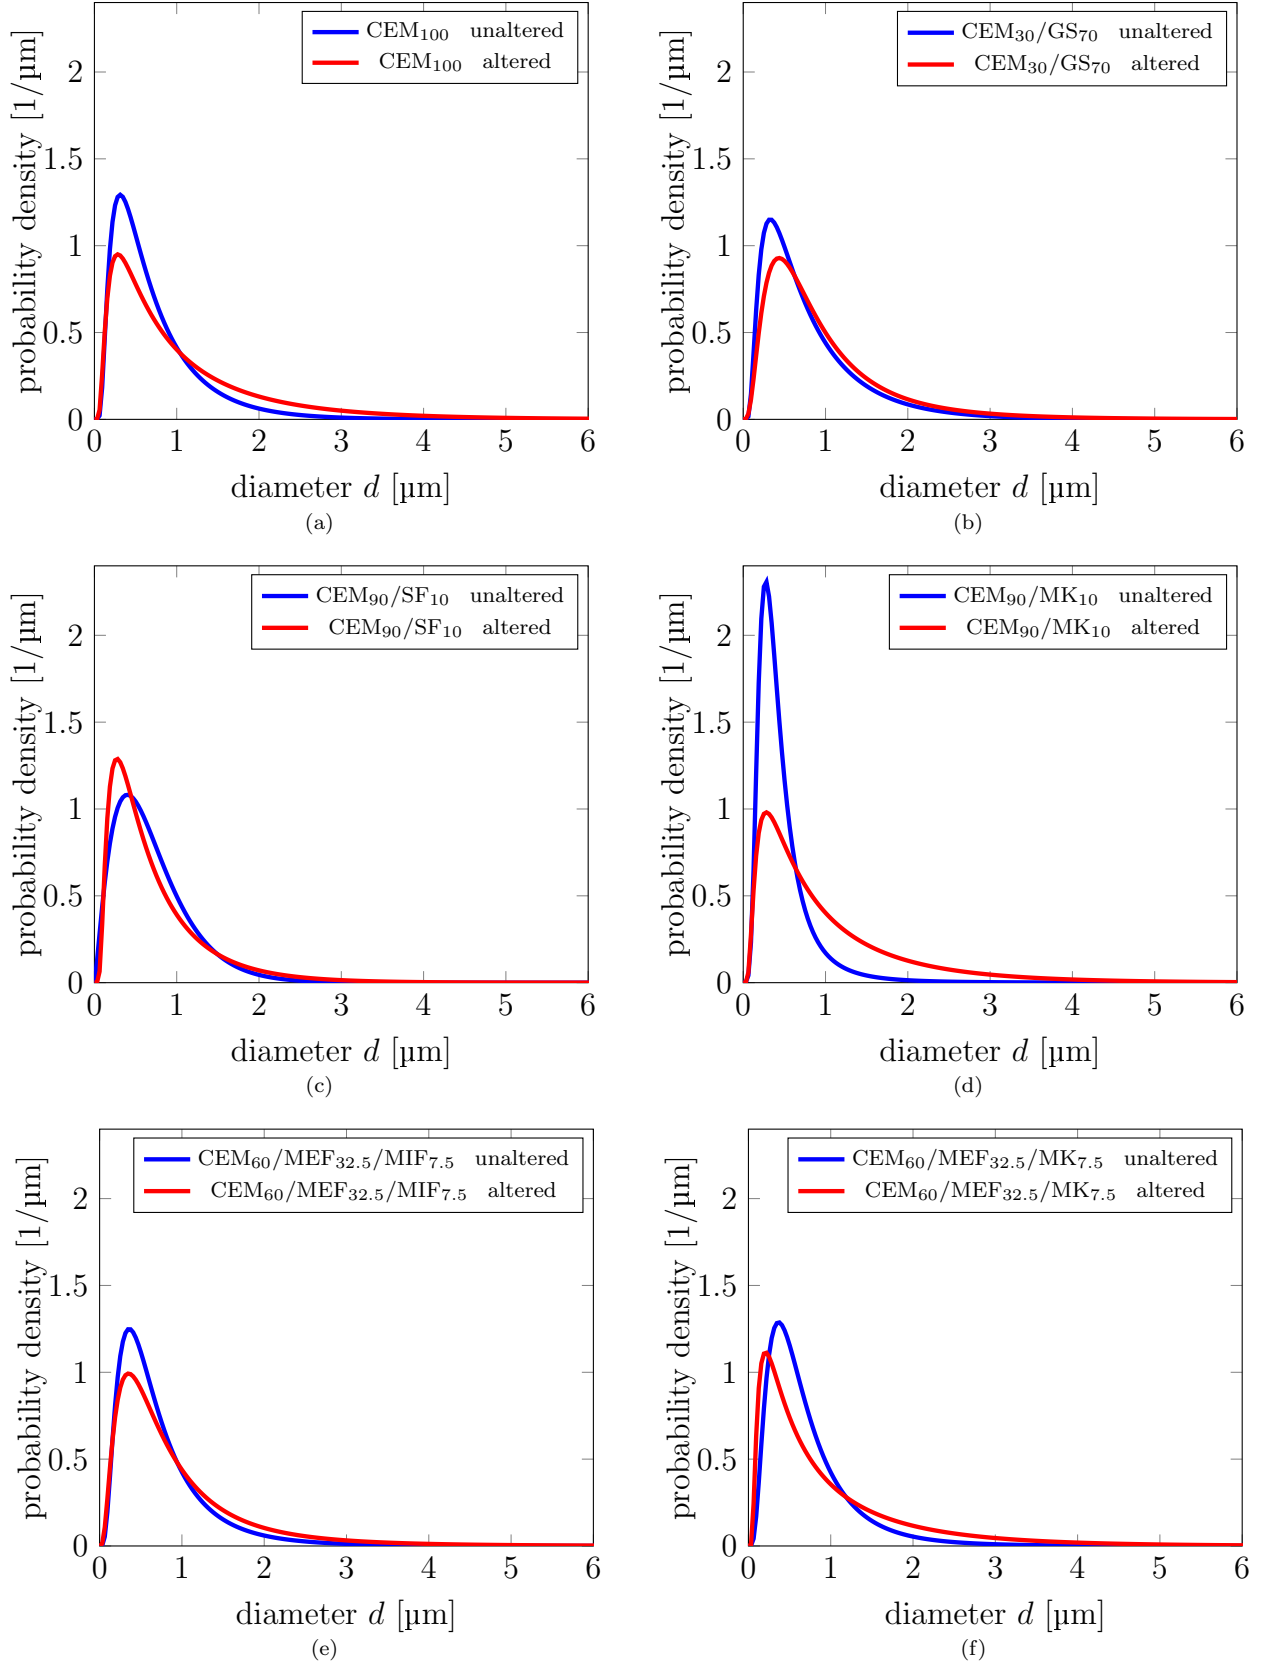 CEM₁₀₀ unaltered
CEM₁₀₀ altered
probability density [1/µm]
2
1.5
1
0.5
0
0 1 2 3 4 5 6
diameter d [µm]
(a)
CEM₃₀/GS₇₀ unaltered
CEM₃₀/GS₇₀ altered
probability density [1/µm]
2
1.5
1
0.5
0
0 1 2 3 4 5 6
diameter d [µm]
(b)
CEM₉₀/SF₁₀ unaltered
CEM₉₀/SF₁₀ altered
probability density [1/µm]
2
1.5
1
0.5
0
0 1 2 3 4 5 6
diameter d [µm]
(c)
CEM₉₀/MK₁₀ unaltered
CEM₉₀/MK₁₀ altered
probability density [1/µm]
2
1.5
1
0.5
0
0 1 2 3 4 5 6
diameter d [µm]
(d)
CEM₆₀/MEF₃₂.₅/MIF₇.₅ unaltered
CEM₆₀/MEF₃₂.₅/MIF₇.₅ altered
probability density [1/µm]
2
1.5
1
0.5
0
0 1 2 3 4 5 6
diameter d [µm]
(e)
CEM₆₀/MEF₃₂.₅/MK₇.₅ unaltered
CEM₆₀/MEF₃₂.₅/MK₇.₅ altered
probability density [1/µm]
2
1.5
1
0.5
0
0 1 2 3 4 5 6
diameter d [µm]
(f)